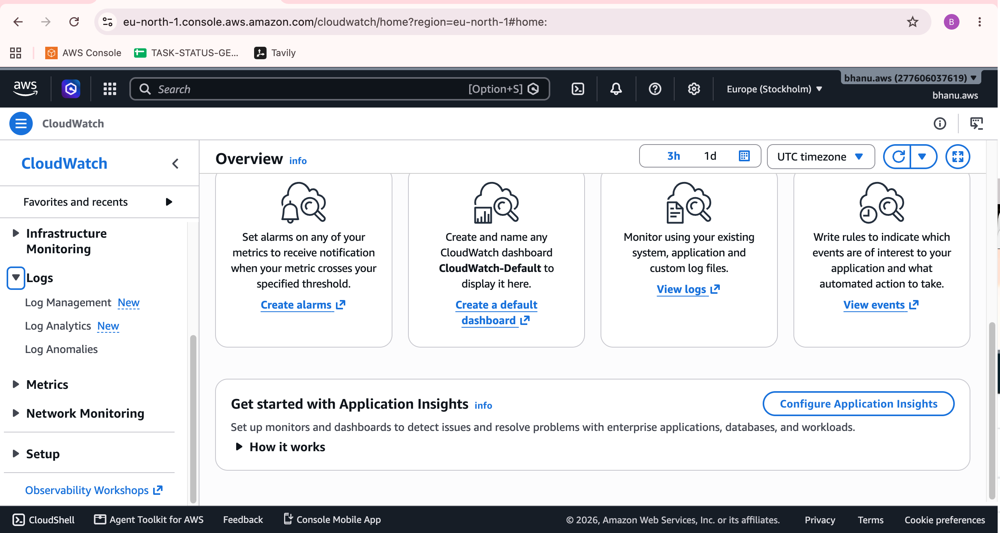 eu-north-1.console.aws.amazon.com/cloudwatch/home?region=eu-north-1#home:
B
AWS Console
TASK-STATUS-GE...
Tavily
aws
Search
[Option+S]
Europe (Stockholm)
bhanu.aws (277606037619)
bhanu.aws
CloudWatch
CloudWatch
Favorites and recents
Infrastructure
Monitoring
Logs
Log Management New
Log Analytics New
Log Anomalies
Metrics
Network Monitoring
Setup
Observability Workshops
Overview info
3h
1d
UTC timezone
Set alarms on any of your
metrics to receive notification
when your metric crosses your
specified threshold.
Create alarms
Create and name any
CloudWatch dashboard
CloudWatch-Default to
display it here.
Create a default
dashboard
Monitor using your existing
system, application and
custom log files.
View logs
Write rules to indicate which
events are of interest to your
application and what
automated action to take.
View events
Get started with Application Insights info
Configure Application Insights
Set up monitors and dashboards to detect issues and resolve problems with enterprise applications, databases, and workloads.
How it works
CloudShell
Agent Toolkit for AWS
Feedback
Console Mobile App
© 2026, Amazon Web Services, Inc. or its affiliates.
Privacy
Terms
Cookie preferences